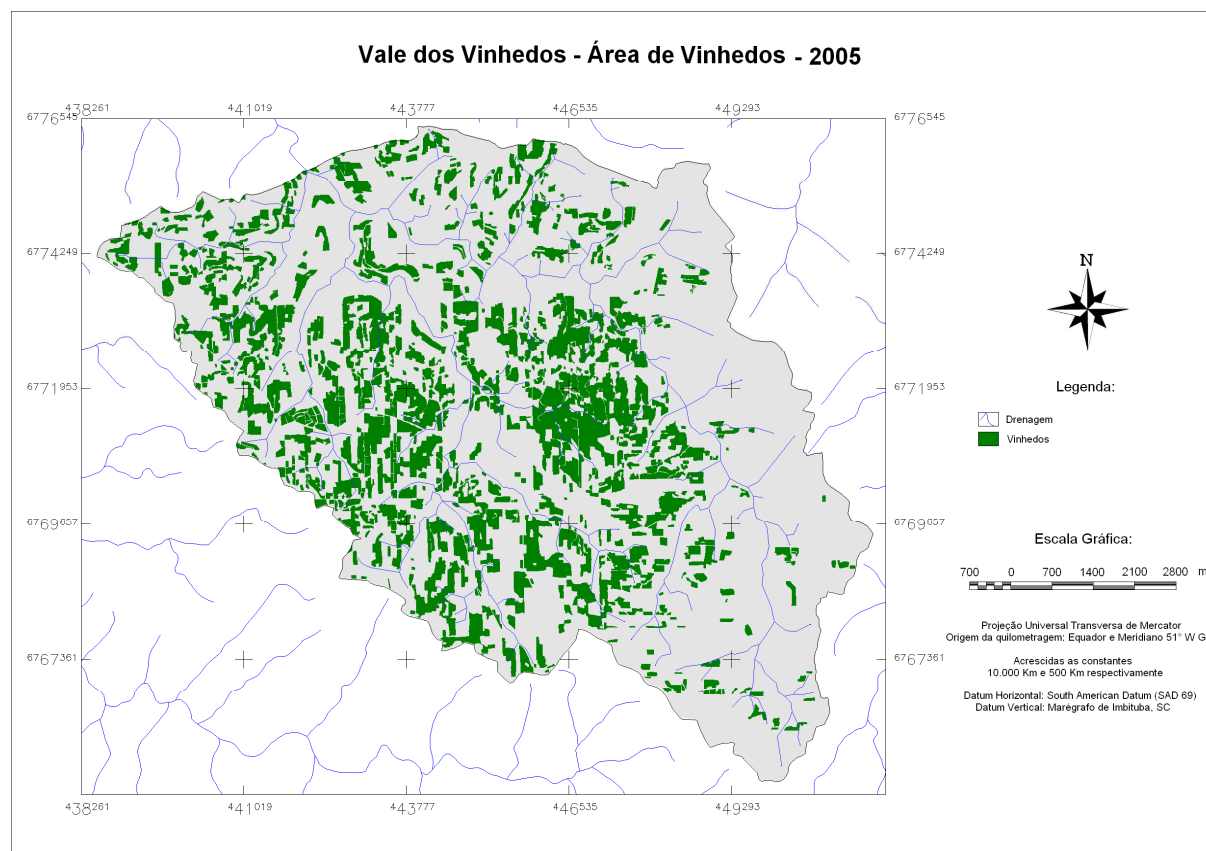 Vale dos Vinhedos - Área de Vinhedos - 2005
438261 441019 443777 446535 449293
6776545 6776545
6774249 6774249
6771953 6771953
6769657 6769657
6767361 6767361
438261 441019 443777 446535 449293
N
Legenda:
Drenagem
Vinhedos
Escala Gráfica:
700 0 700 1400 2100 2800 m
Projeção Universal Transversa de Mercator
Origem da quilometragem: Equador e Meridiano 51° W G
Acrescidas as constantes
10.000 Km e 500 Km respectivamente
Datum Horizontal: South American Datum (SAD 69)
Datum Vertical: Marégrafo de Imbituba, SC